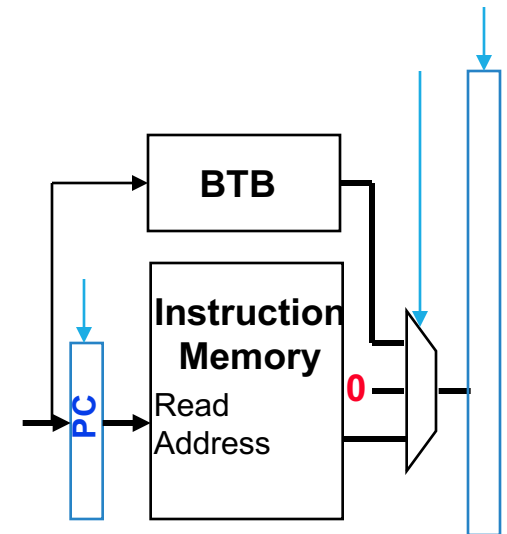 BTB
Instruction
Memory
Read
Address
PC
0